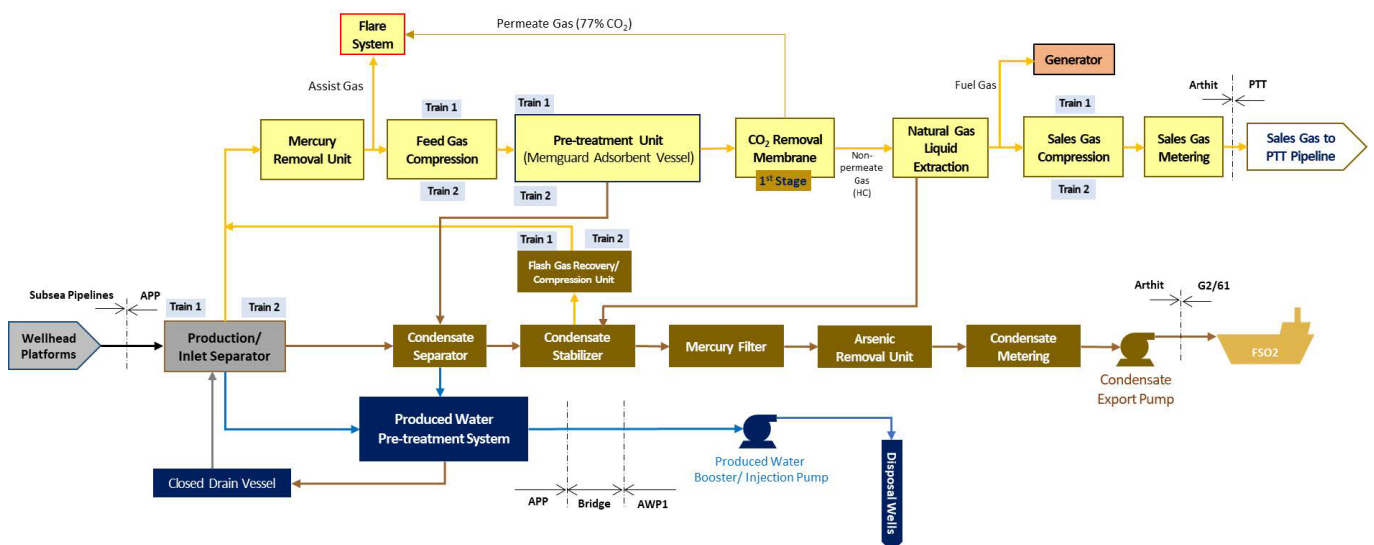 Permeate Gas (77% CO₂)
Flare
System
Assist Gas
Generator
Fuel Gas
Arthit
PTT
Train 1
Train 1
Train 1
Mercury
Removal Unit
Feed Gas
Compression
Pre-treatment Unit
(Memguard Adsorbent Vessel)
CO₂ Removal
Membrane
1st Stage
Non-
permeate
Gas
(HC)
Natural Gas
Liquid
Extraction
Sales Gas
Compression
Sales Gas
Metering
Sales Gas to
PTT Pipeline
Train 2
Train 2
Train 2
Train 1
Train 2
Flash Gas Recovery/
Compression Unit
Subsea Pipelines
APP
Train 1
Train 2
Arthit
G2/61
Wellhead
Platforms
Production/
Inlet Separator
Condensate
Separator
Condensate
Stabilizer
Mercury Filter
Arsenic
Removal Unit
Condensate
Metering
Condensate
Export Pump
FSO2
Produced Water
Pre-treatment System
Produced Water
Booster/ Injection Pump
Disposal Wells
Closed Drain Vessel
APP
Bridge
AWP1